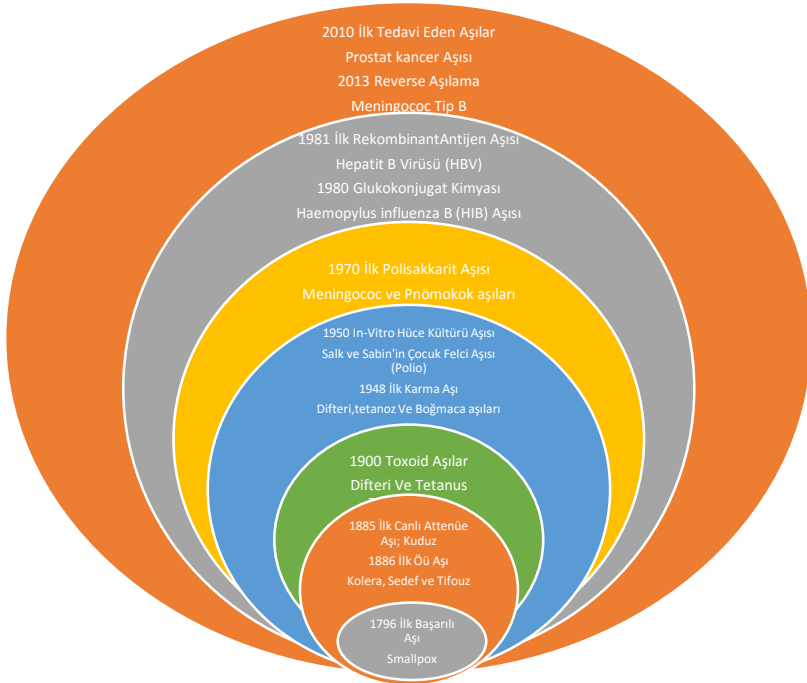 2010 İlk Tedavi Eden Aşılar
Prostat kancer Aşısı
2013 Reverse Aşılama
Meningococ Tip B
1981 İlk RekombinantAntijen Aşısı
Hepatit B Virüsü (HBV)
1980 Glukokonjugat Kimyası
Haemopylus influenza B (HIB) Aşısı
1970 İlk Polisakkarit Aşısı
Meningococ ve Pnömokok aşıları
1950 In-Vitro Hüce Kültürü Aşısı
Salk ve Sabin'in Çocuk Felci Aşısı
(Polio)
1948 İlk Karma Aşı
Difteri,tetanoz Ve Boğmaca aşıları
1900 Toxoid Aşılar
Difteri Ve Tetanus
1885 İlk Canlı Attenüe
Aşı; Kuduz
1886 İlk Öü Aşı
Kolera, Sedef ve Tifouz
1796 İlk Başarılı
Aşı
Smallpox